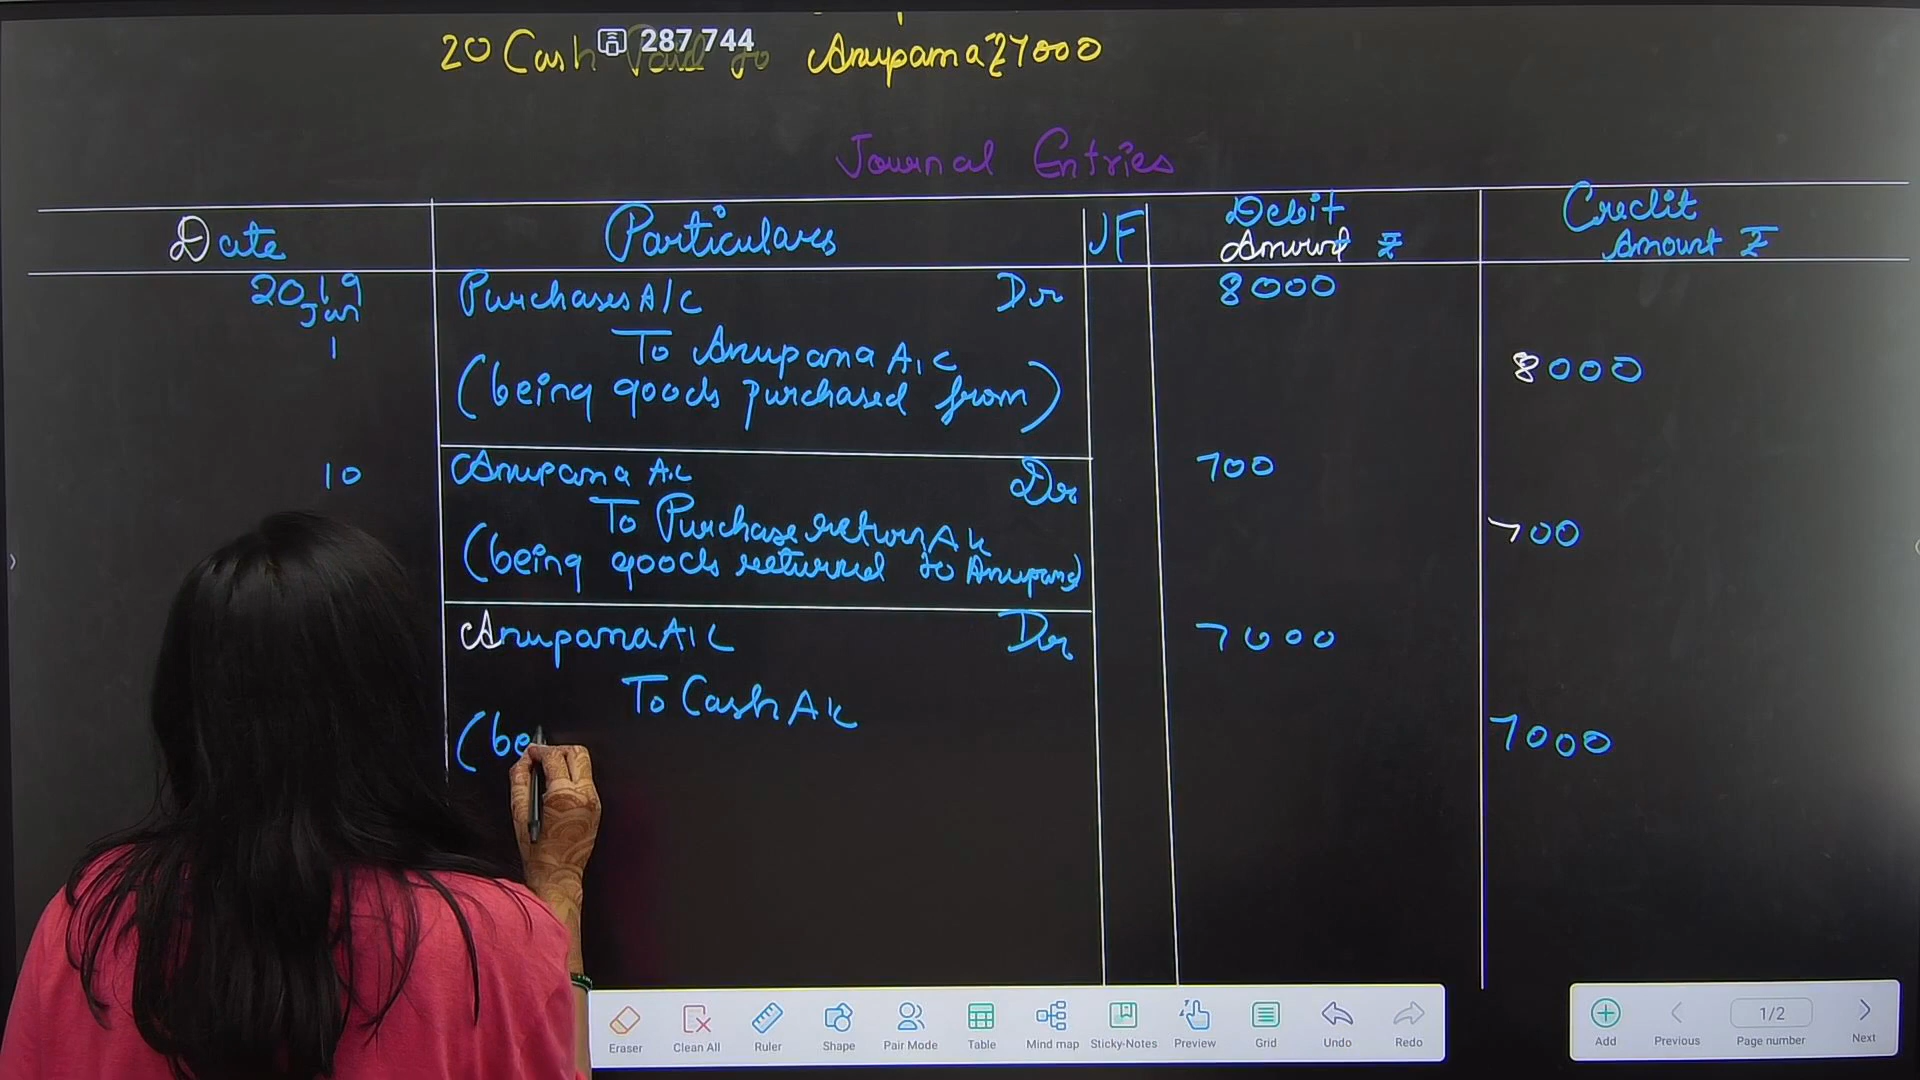 20 Cash Paid to Anupama ₹7000
287 744
Journal Entries
Date Particulars JF Debit Amount ₹ Credit Amount ₹
2019
Jan
1 Purchases A/C Dr 8000
To Anupama A/C 8000
(being goods purchased from)
10 Anupama A/C Dr 700
To Purchase return A/c 700
(being goods returned to Anupama)
Anupama A/C Dr 7000
To Cash A/c 7000
(be
Eraser Clean All Ruler Shape Pair Mode Table Mind map Sticky-Notes Preview Grid Undo Redo
Add Previous 1/2 Page number Next